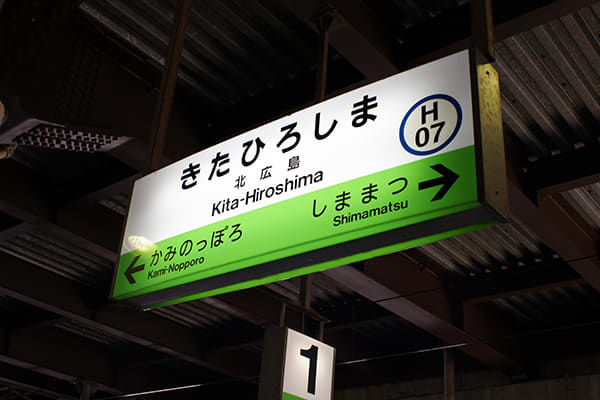 きたひろしま
北広島
Kita-Hiroshima
H
07
かみのっぽろ
Kami-Nopporo
しままつ
Shimamatsu
1